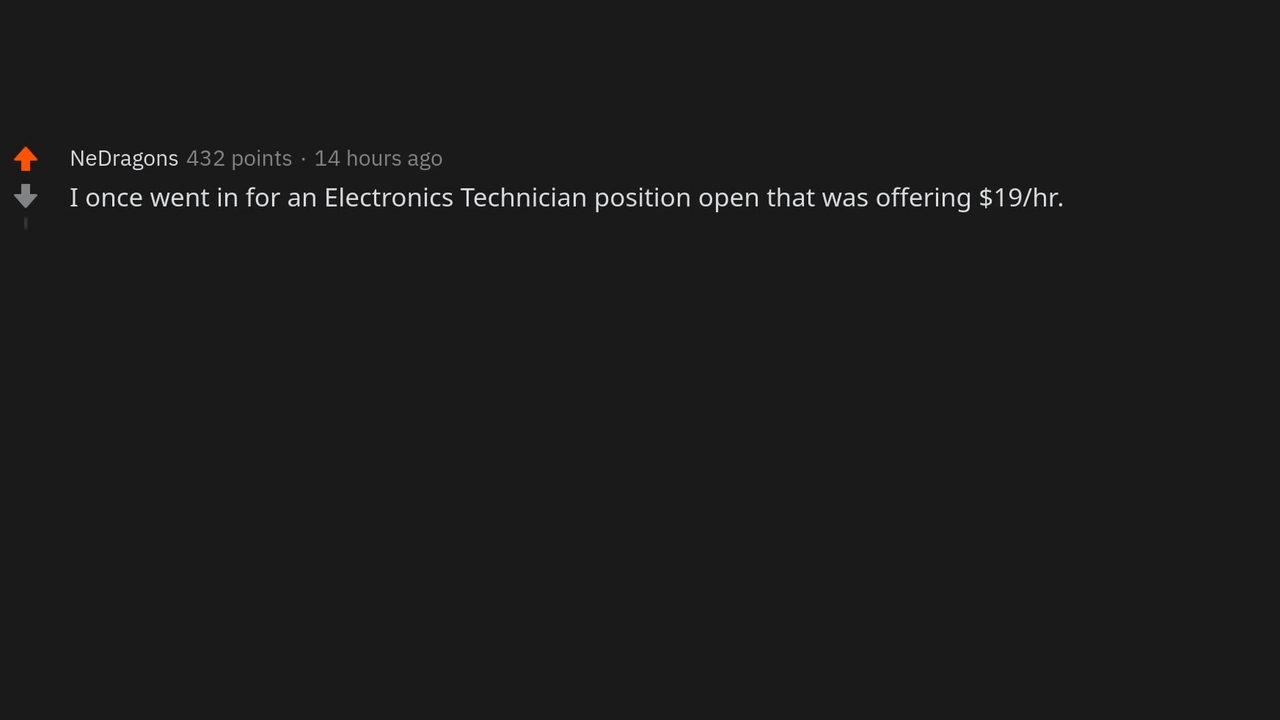 NeDragons 432 points · 14 hours ago
I once went in for an Electronics Technician position open that was offering $19/hr.